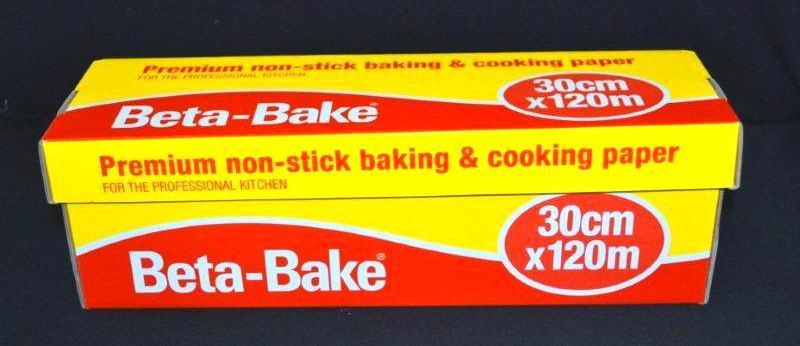 Premium non-stick baking & cooking paper
FOR THE PROFESSIONAL KITCHEN
30cm
x120m
Beta-Bake®
Premium non-stick baking & cooking paper
FOR THE PROFESSIONAL KITCHEN
30cm
x120m
Beta-Bake®